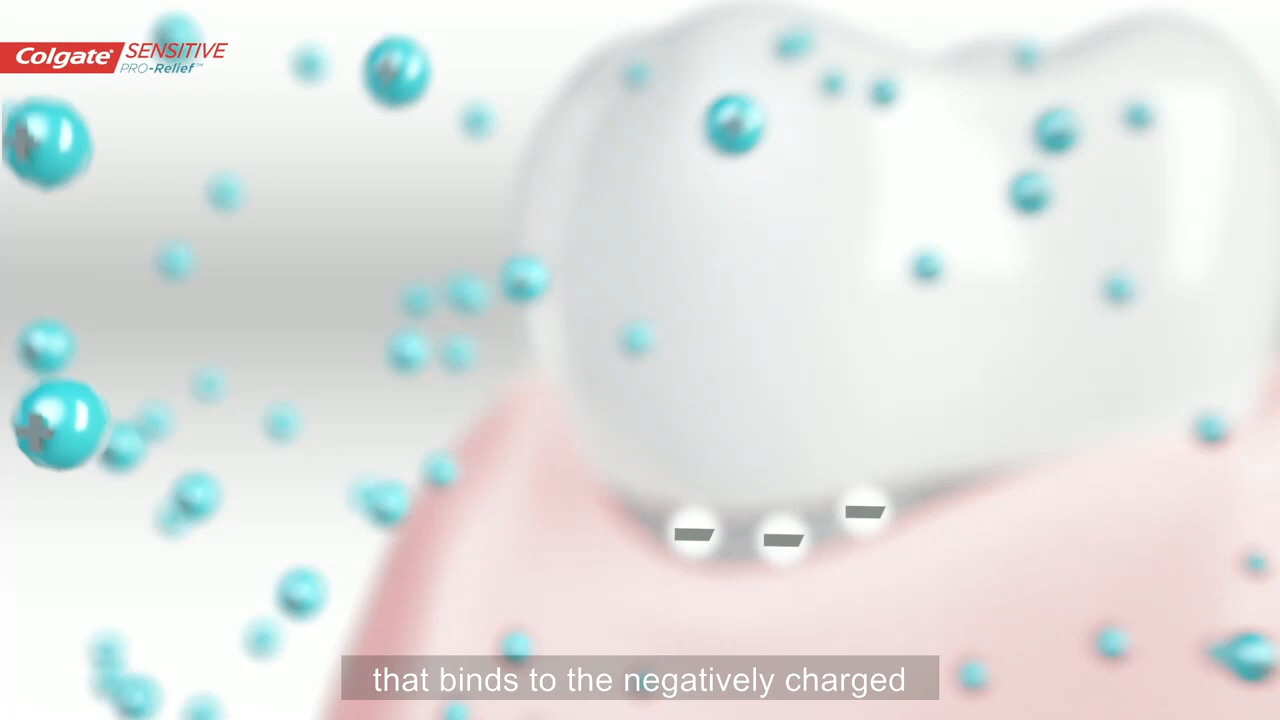 Colgate® SENSITIVE
PRO-Relief™
that binds to the negatively charged